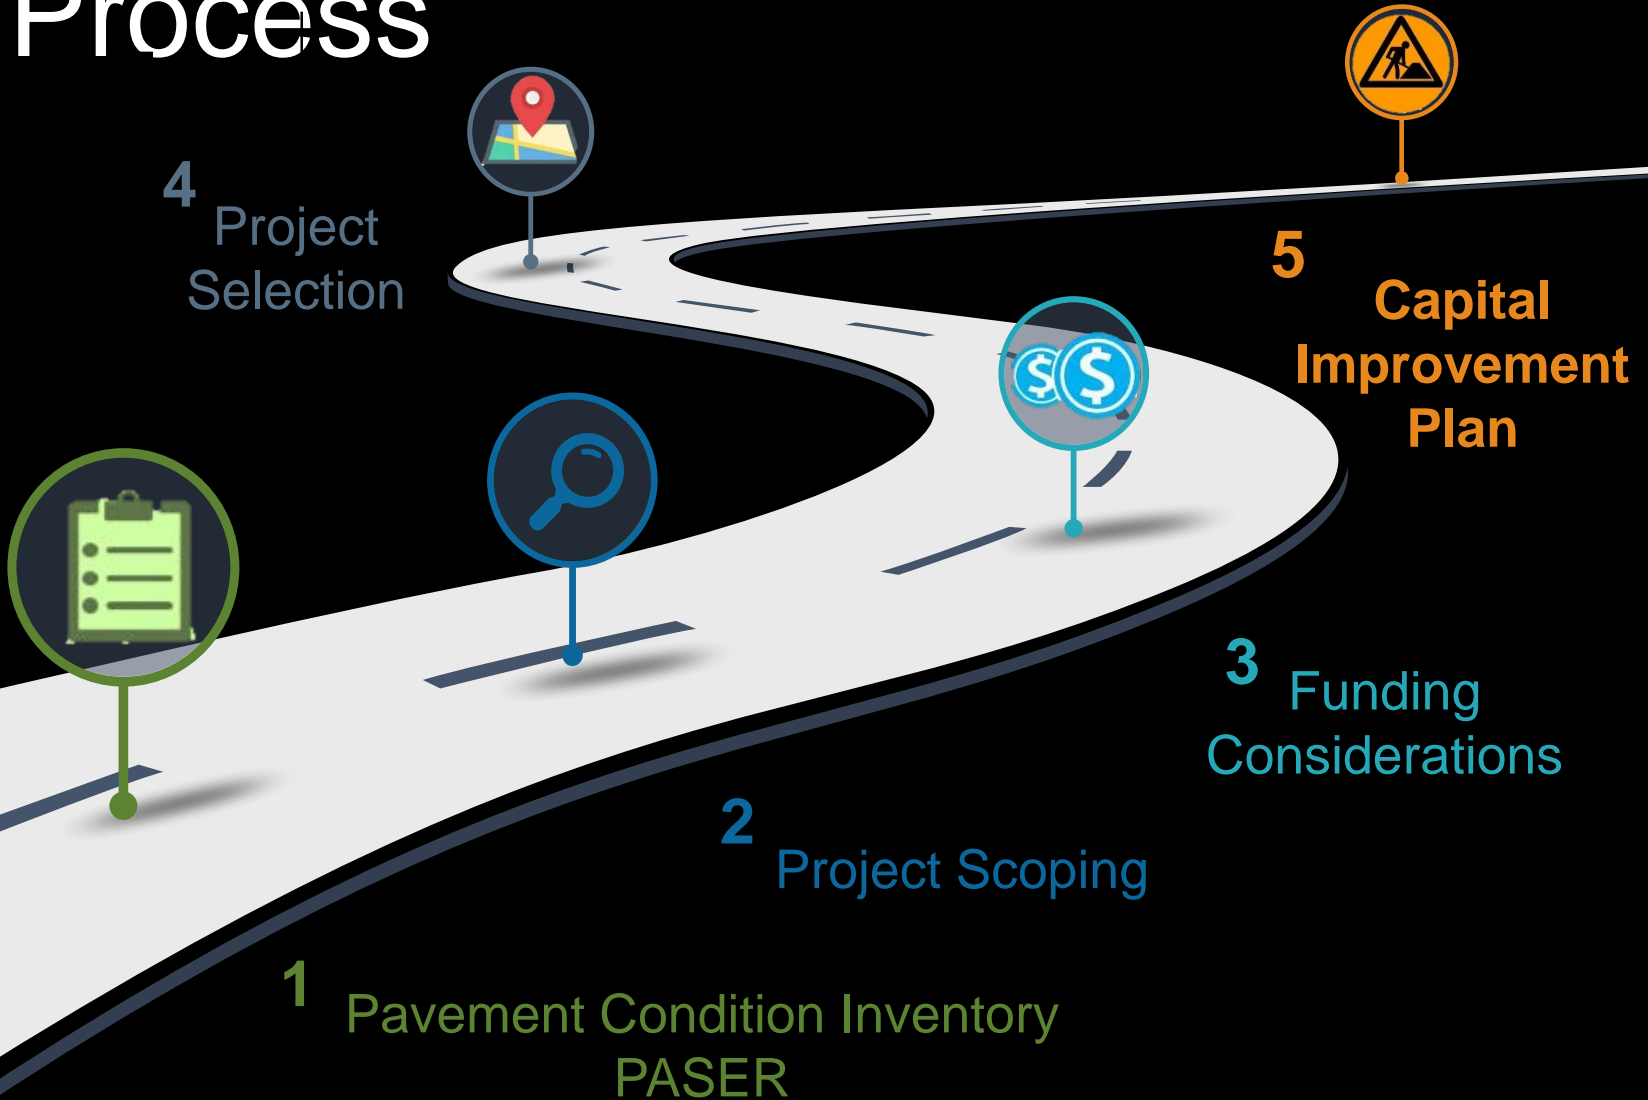 Process
4
Project
Selection
5
Capital
Improvement
Plan
$ $
3
Funding
Considerations
2
Project Scoping
1
Pavement Condition Inventory
PASER